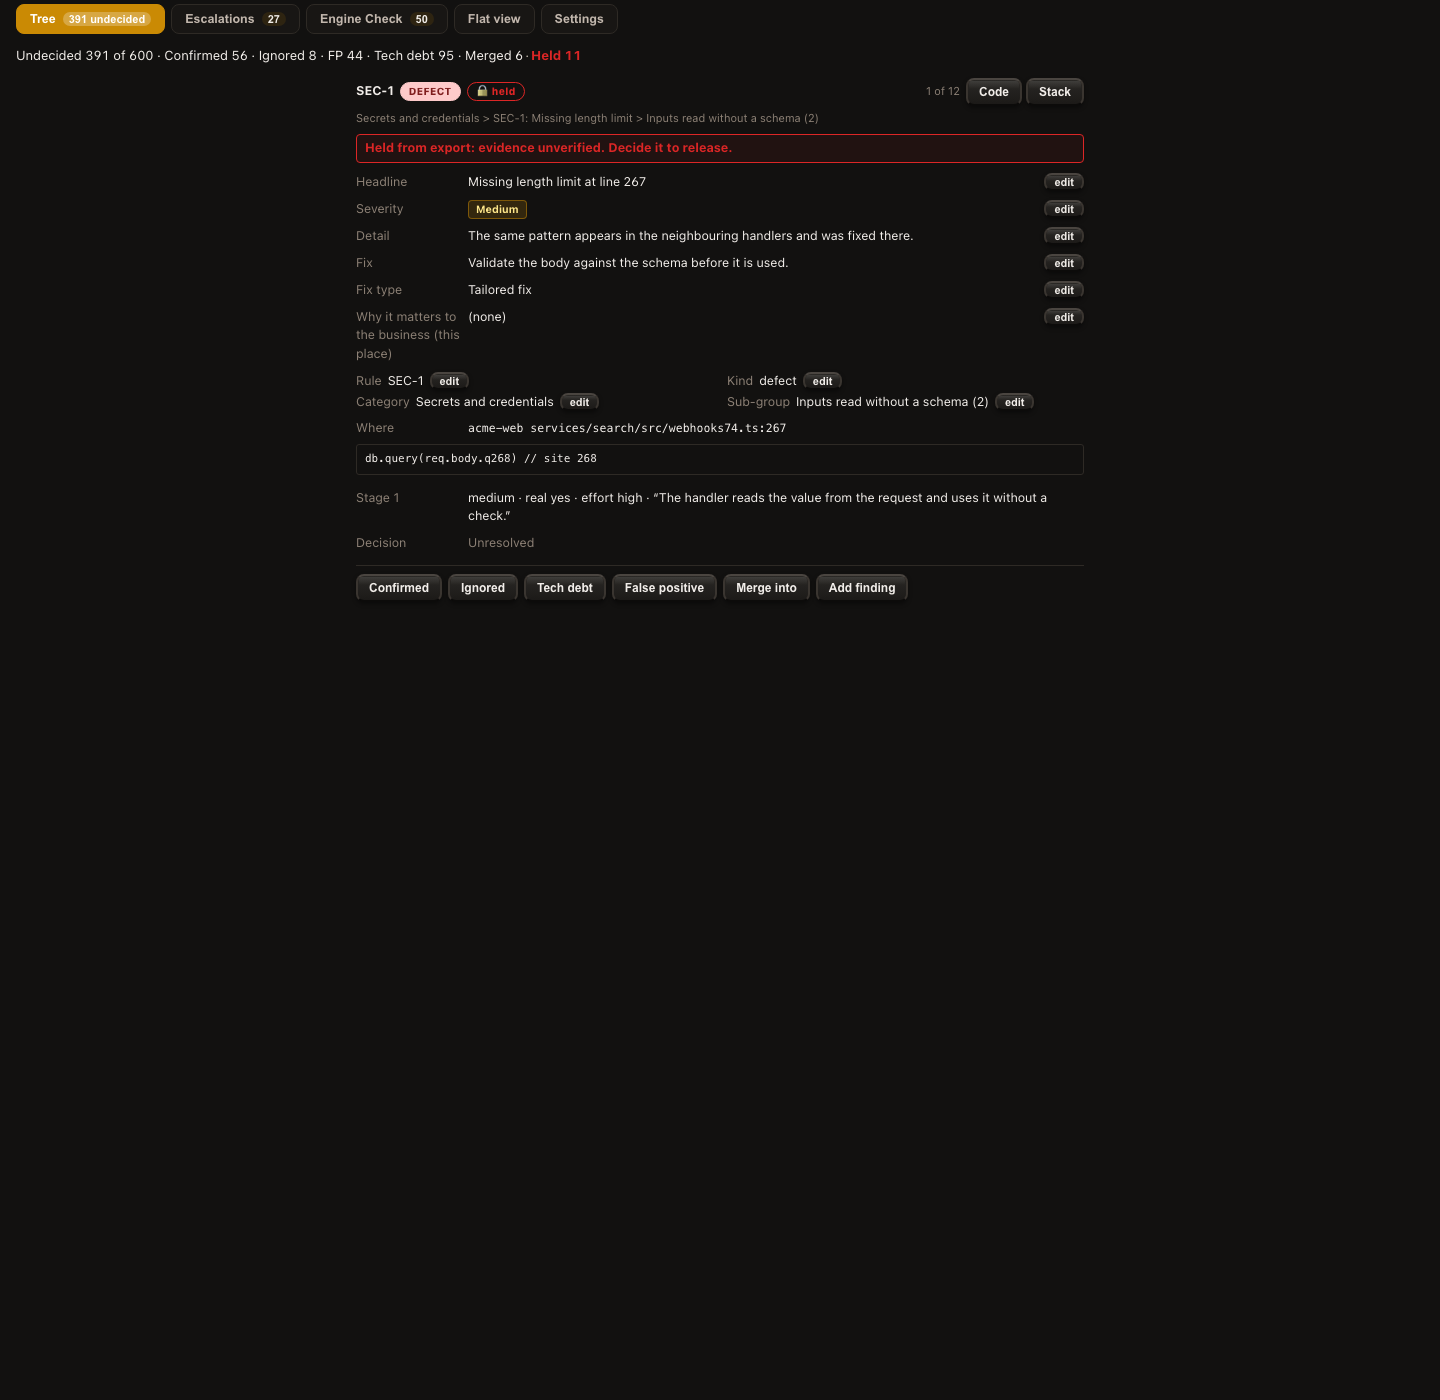 Tree 391 undecided Escalations 27 Engine Check 50 Flat view Settings
Undecided 391 of 600 · Confirmed 56 · Ignored 8 · FP 44 · Tech debt 95 · Merged 6 · Held 11
SEC-1 DEFECT held 1 of 12 Code Stack
Secrets and credentials > SEC-1: Missing length limit > Inputs read without a schema (2)
Held from export: evidence unverified. Decide it to release.
Headline Missing length limit at line 267 edit
Severity Medium edit
Detail The same pattern appears in the neighbouring handlers and was fixed there. edit
Fix Validate the body against the schema before it is used. edit
Fix type Tailored fix edit
Why it matters to (none) edit
the business (this
place)
Rule SEC-1 edit Kind defect edit
Category Secrets and credentials edit Sub-group Inputs read without a schema (2) edit
Where acme-web services/search/src/webhooks74.ts:267
db.query(req.body.q268) // site 268
Stage 1 medium · real yes · effort high · “The handler reads the value from the request and uses it without a
check.”
Decision Unresolved
Confirmed Ignored Tech debt False positive Merge into Add finding